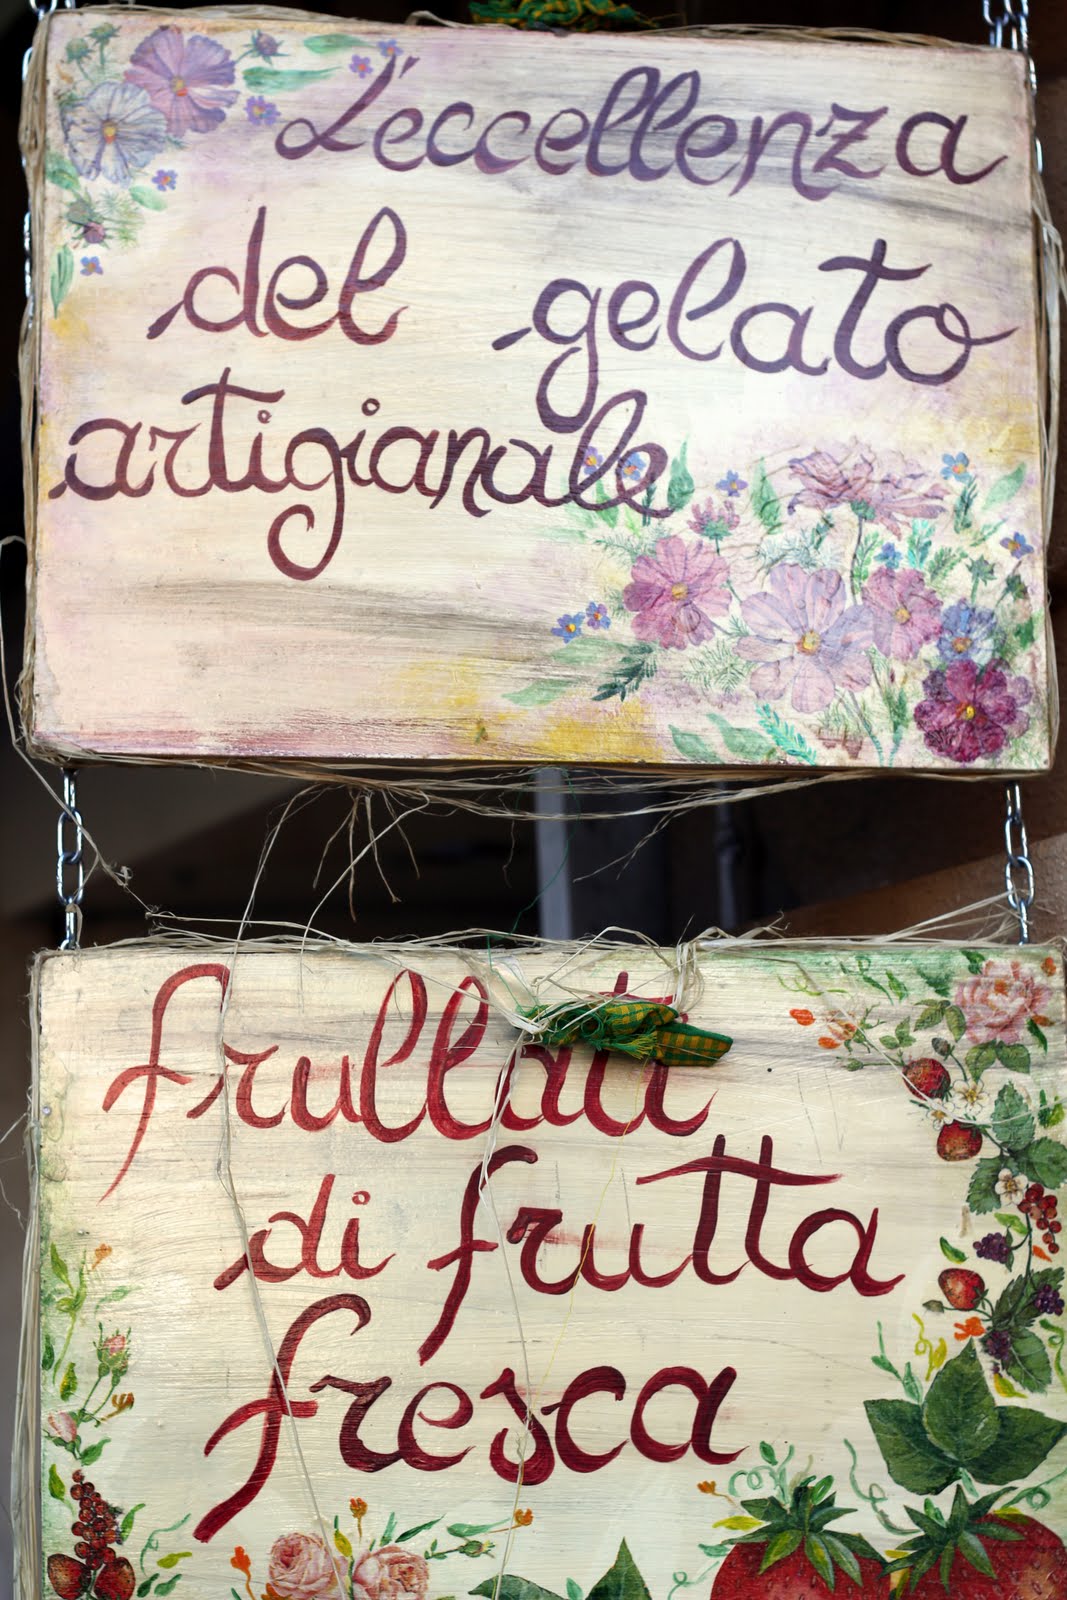 L'eccellenza
del gelato
artigianale
frullati
di frutta
fresca